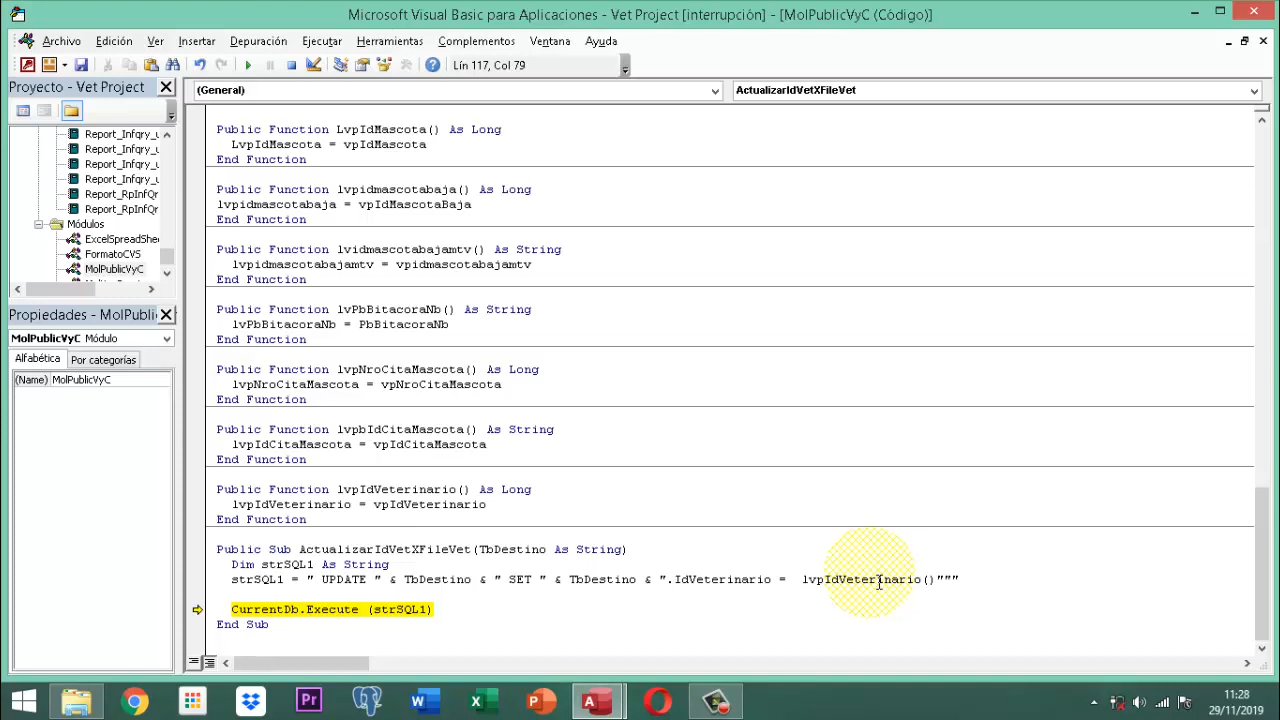 Microsoft Visual Basic para Aplicaciones - Vet Project [interrupción] - [MolPublicVyC (Código)]
Archivo Edición Ver Insertar Formato Depuración Ejecutar Herramientas Complementos Ventana Ayuda
Lín 117, Col 79
Proyecto - Vet Project
(General)
ActualizarIdVetXFileVet
Report_Infqry_u
Report_Infqry_u
Report_Infqry_u
Report_Infqry_u
Report_RpInfQr
Report_RpInfQr
Módulos
ExcelSpreadShe
FormatoCVS
MolPublicVyC
Propiedades - MolPubli
MolPublicVyC Módulo
Alfabética Por categorías
(Name) MolPublicVyC
Public Function LvpIdMascota() As Long
LvpIdMascota = vpIdMascota
End Function
Public Function lvpidmascotabaja() As Long
lvpidmascotabaja = vpIdMascotaBaja
End Function
Public Function lvidmascotabajamtv() As String
lvpidmascotabajamtv = vpidmascotabajamtv
End Function
Public Function lvPbBitacoraNb() As String
lvPbBitacoraNb = PbBitacoraNb
End Function
Public Function lvpNroCitaMascota() As Long
lvpNroCitaMascota = vpNroCitaMascota
End Function
Public Function lvpbIdCitaMascota() As String
lvpIdCitaMascota = vpIdCitaMascota
End Function
Public Function lvpIdVeterinario() As Long
lvpIdVeterinario = vpIdVeterinario
End Function
Public Sub ActualizarIdVetXFileVet(TbDestino As String)
Dim strSQL1 As String
strSQL1 = " UPDATE " & TbDestino & " SET " & TbDestino & ".IdVeterinario =  lvpIdVeterinario()"""
CurrentDb.Execute (strSQL1)
End Sub
11:28
29/11/2019